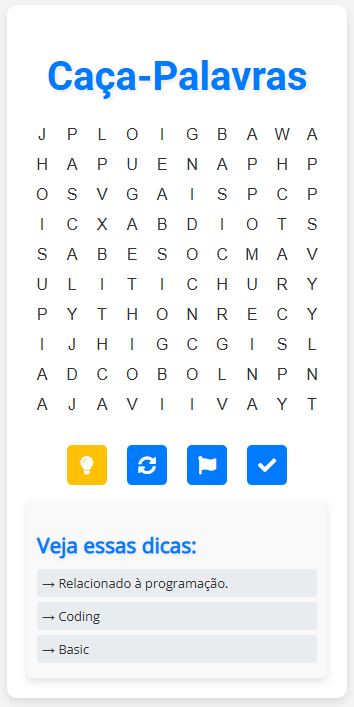 Caça-Palavras
J P L O I G B A W A
H A P U E N A P H P
O S V G A I S P C P
I C X A B D I O T S
S A B E S O C M A V
U L I T I C H U R Y
P Y T H O N R E C Y
I J H I G C G I S L
A D C O B O L N P N
A J A V I I V A Y T
Veja essas dicas:
→ Relacionado à programação.
→ Coding
→ Basic